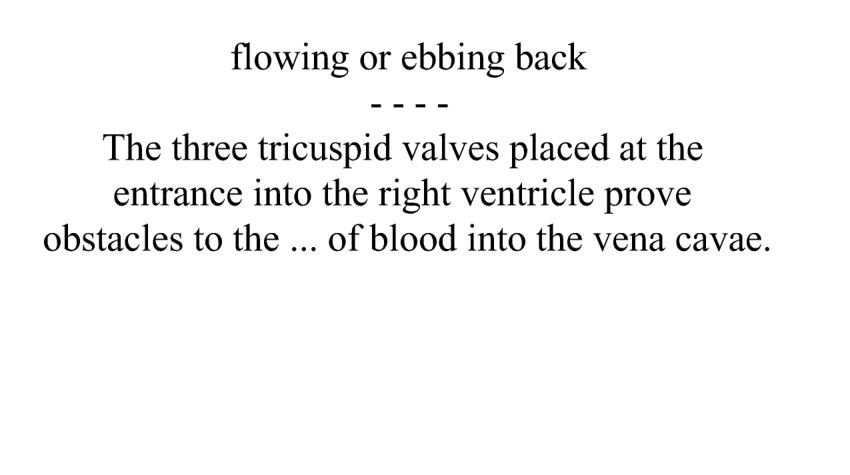 flowing or ebbing back
- - - -
The three tricuspid valves placed at the
entrance into the right ventricle prove
obstacles to the ... of blood into the vena cavae.